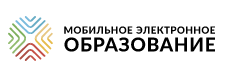 МОБИЛЬНОЕ ЭЛЕКТРОННОЕ
ОБРАЗОВАНИЕ